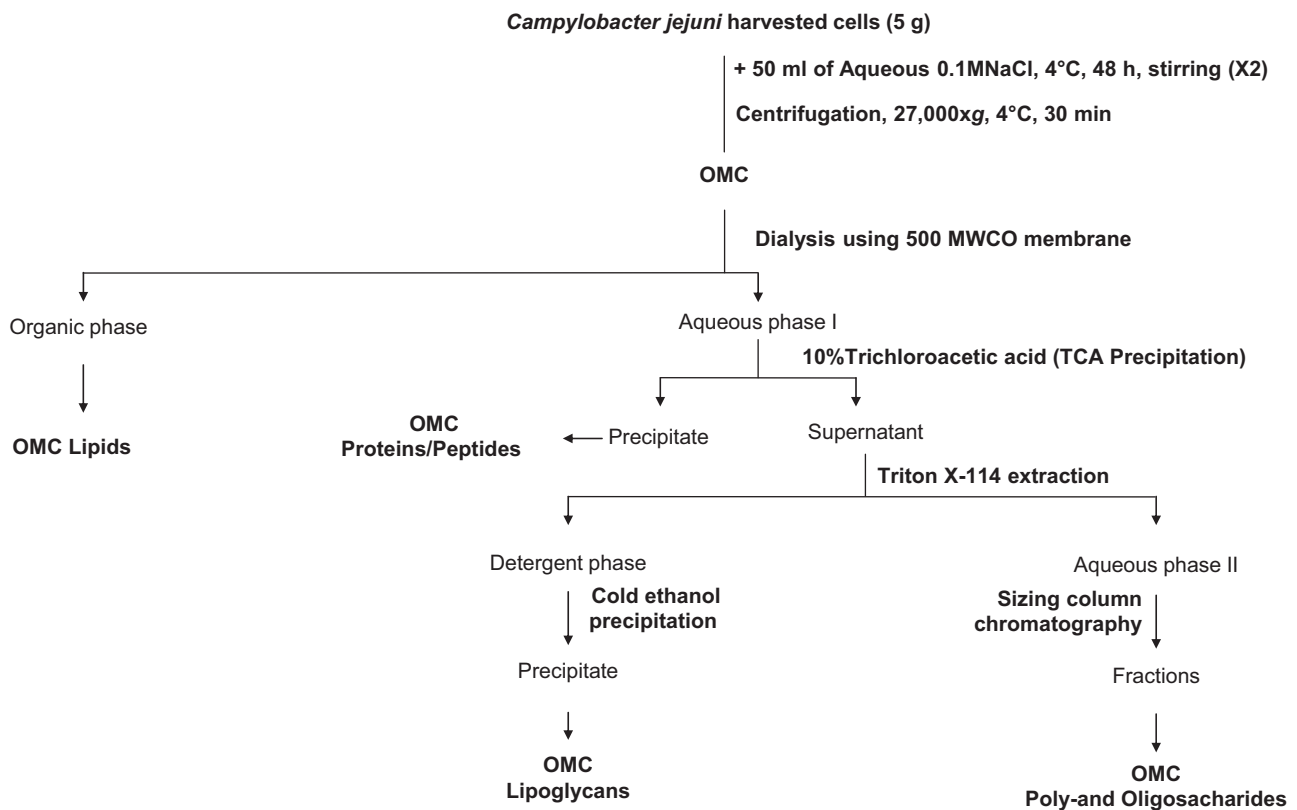 Campylobacter jejuni harvested cells (5 g)
+ 50 ml of Aqueous 0.1MNaCl, 4°C, 48 h, stirring (X2)
Centrifugation, 27,000xg, 4°C, 30 min
OMC
Dialysis using 500 MWCO membrane
Organic phase
Aqueous phase I
10%Trichloroacetic acid (TCA Precipitation)
OMC Lipids
OMC
Proteins/Peptides
Precipitate
Supernatant
Triton X-114 extraction
Detergent phase
Aqueous phase II
Cold ethanol
precipitation
Sizing column
chromatography
Precipitate
Fractions
OMC
Lipoglycans
OMC
Poly-and Oligosacharides